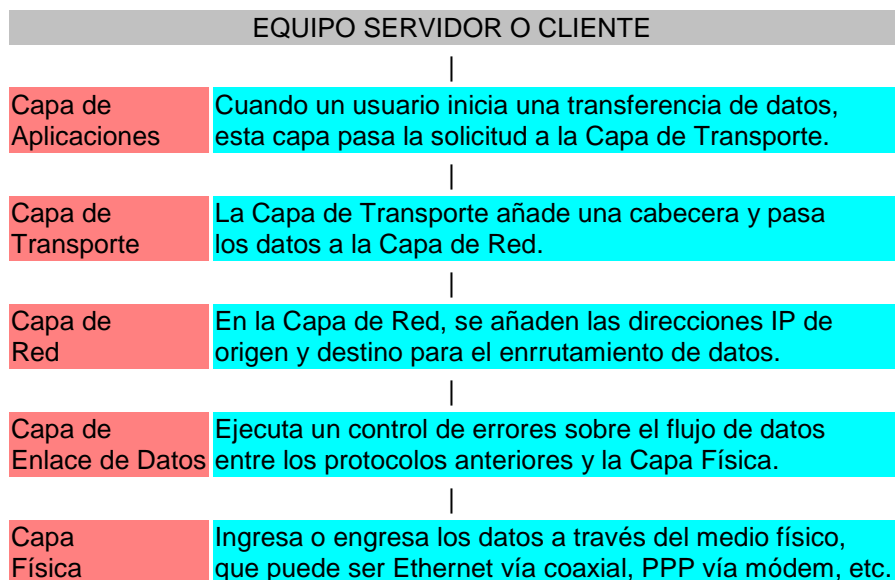 EQUIPO SERVIDOR O CLIENTE
|
Capa de Aplicaciones
Cuando un usuario inicia una transferencia de datos,
esta capa pasa la solicitud a la Capa de Transporte.
|
Capa de Transporte
La Capa de Transporte añade una cabecera y pasa
los datos a la Capa de Red.
|
Capa de Red
En la Capa de Red, se añaden las direcciones IP de
origen y destino para el enrrutamiento de datos.
|
Capa de Enlace de Datos
Ejecuta un control de errores sobre el flujo de datos
entre los protocolos anteriores y la Capa Física.
|
Capa Física
Ingresa o engresa los datos a través del medio físico,
que puede ser Ethernet vía coaxial, PPP vía módem, etc.